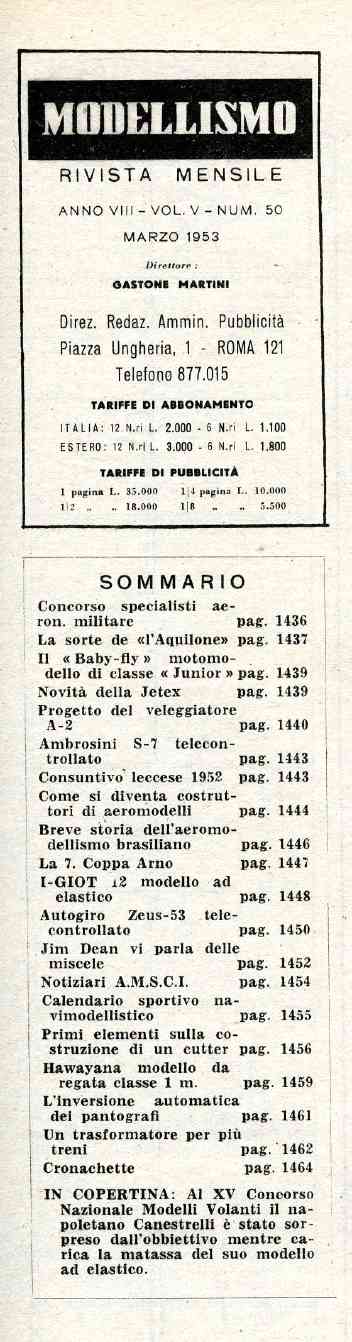 MODELLISMO
RIVISTA MENSILE
ANNO VIII - VOL. V - NUM. 50
MARZO 1953
Direttore :
GASTONE MARTINI
Direz. Redaz. Ammin. Pubblicità
Piazza Ungheria, 1 - ROMA 121
Telefono 877.015
TARIFFE DI ABBONAMENTO
ITALIA: 12 N.ri L. 2.000 - 6 N.ri L. 1.100
ESTERO: 12 N.ri L. 3.000 - 6 N.ri L. 1.800
TARIFFE DI PUBBLICITÀ
1 pagina L. 35.000 1|4 pagina L. 10.000
1|2 „ „ 18.000 1|8 „ „ 5.500
SOMMARIO
Concorso specialisti ae-
ron. militare pag. 1436
La sorte de «l'Aquilone» pag. 1437
Il «Baby-fly» motomo-
dello di classe «Junior» pag. 1439
Novità della Jetex pag. 1439
Progetto del veleggiatore
A-2 pag. 1440
Ambrosini S-7 telecon-
trollato pag. 1443
Consuntivo leccese 1952 pag. 1443
Come si diventa costrut-
tori di aeromodelli pag. 1444
Breve storia dell'aeromo-
dellismo brasiliano pag. 1446
La 7. Coppa Arno pag. 1447
I-GIOT 12 modello ad
elastico pag. 1448
Autogiro Zeus-53 tele-
controllato pag. 1450
Jim Dean vi parla delle
miscele pag. 1452
Notiziari A.M.S.C.I. pag. 1454
Calendario sportivo na-
vimodellistico pag. 1455
Primi elementi sulla co-
struzione di un cutter pag. 1456
Hawayana modello da
regata classe 1 m. pag. 1459
L'inversione automatica
dei pantografi pag. 1461
Un trasformatore per più
treni pag. 1462
Cronachette pag. 1464
IN COPERTINA: Al XV Concorso
Nazionale Modelli Volanti il na-
poletano Canestrelli è stato sor-
preso dall'obbiettivo mentre ca-
rica la matassa del suo modello
ad elastico.